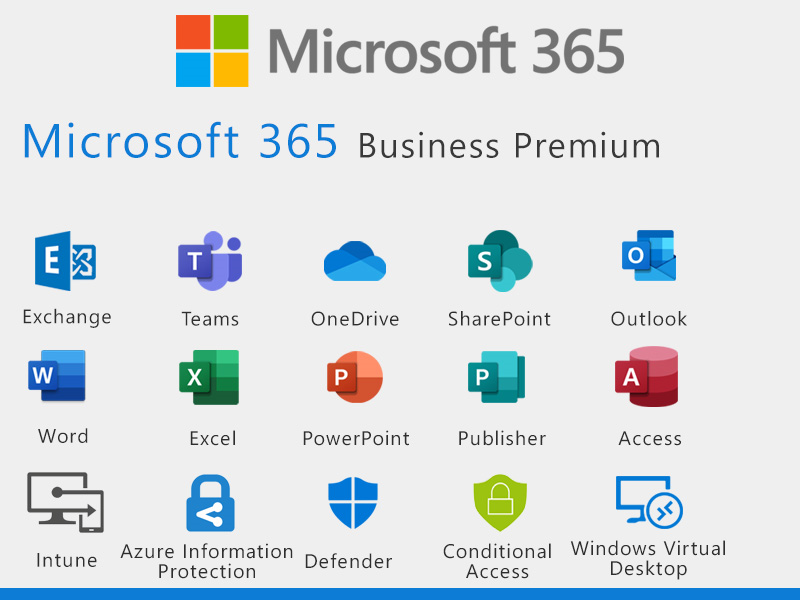 Microsoft 365
Microsoft 365 Business Premium
E
T
S
O
Exchange
Teams
OneDrive
SharePoint
Outlook
W
X
P
P
A
Word
Excel
PowerPoint
Publisher
Access
Intune
Azure Information
Protection
Defender
Conditional
Access
Windows Virtual
Desktop